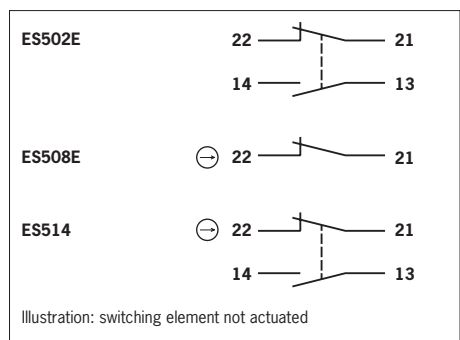 ES502E 22 21
14 13
ES508E 22 21
ES514 22 21
14 13
Illustration: switching element not actuated